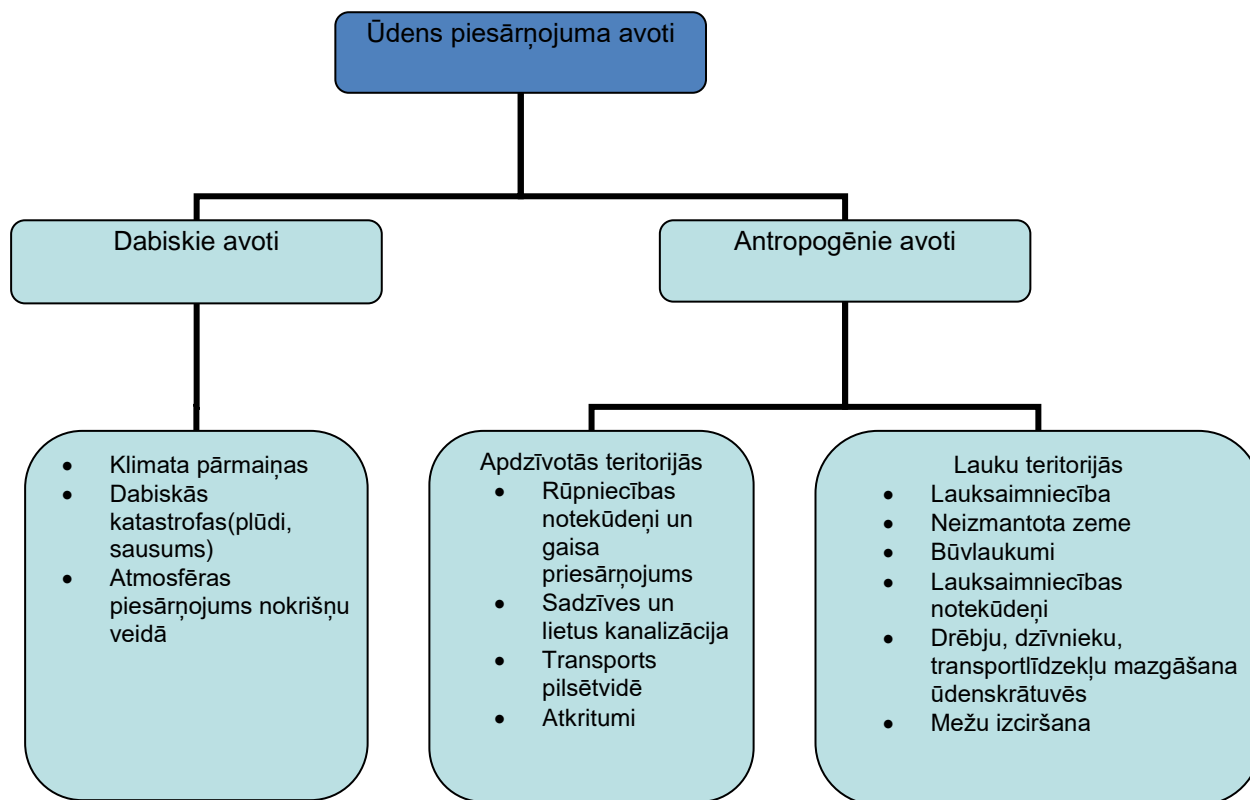 Ūdens piesārņojuma avoti
Dabiskie avoti
Antropogēnie avoti
• Klimata pārmaiņas
• Dabiskās
katastrofas(plūdi,
sausums)
• Atmosfēras
piesārņojums nokrišņu
veidā
Apdzīvotās teritorijās
• Rūpniecības
notekūdeņi un
gaisa
priesārņojums
• Sadzīves un
lietus kanalizācija
• Transports
pilsētvidē
• Atkritumi
Lauku teritorijās
• Lauksaimniecība
• Neizmantota zeme
• Būvlaukumi
• Lauksaimniecības
notekūdeņi
• Drēbju, dzīvnieku,
transportlīdzekļu mazgāšana
ūdenskrātuvēs
• Mežu izciršana